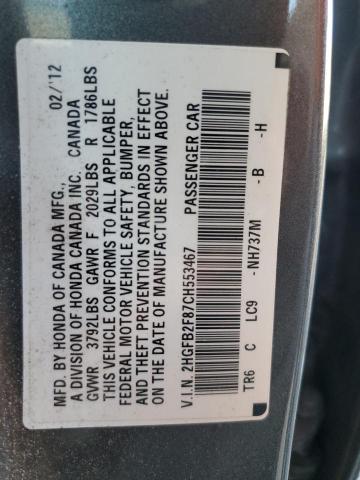 MFD. BY HONDA OF CANADA MFG., 02/'12
A DIVISION OF HONDA CANADA INC. CANADA
GVWR 3792LBS GAWR F 2029LBS R 1786LBS
THIS VEHICLE CONFORMS TO ALL APPLICABLE
FEDERAL MOTOR VEHICLE SAFETY, BUMPER,
AND THEFT PREVENTION STANDARDS IN EFFECT
ON THE DATE OF MANUFACTURE SHOWN ABOVE.
V.I.N. 2HGFB2F87CH553467 PASSENGER CAR
TR6 C LC9 -NH737M -B -H